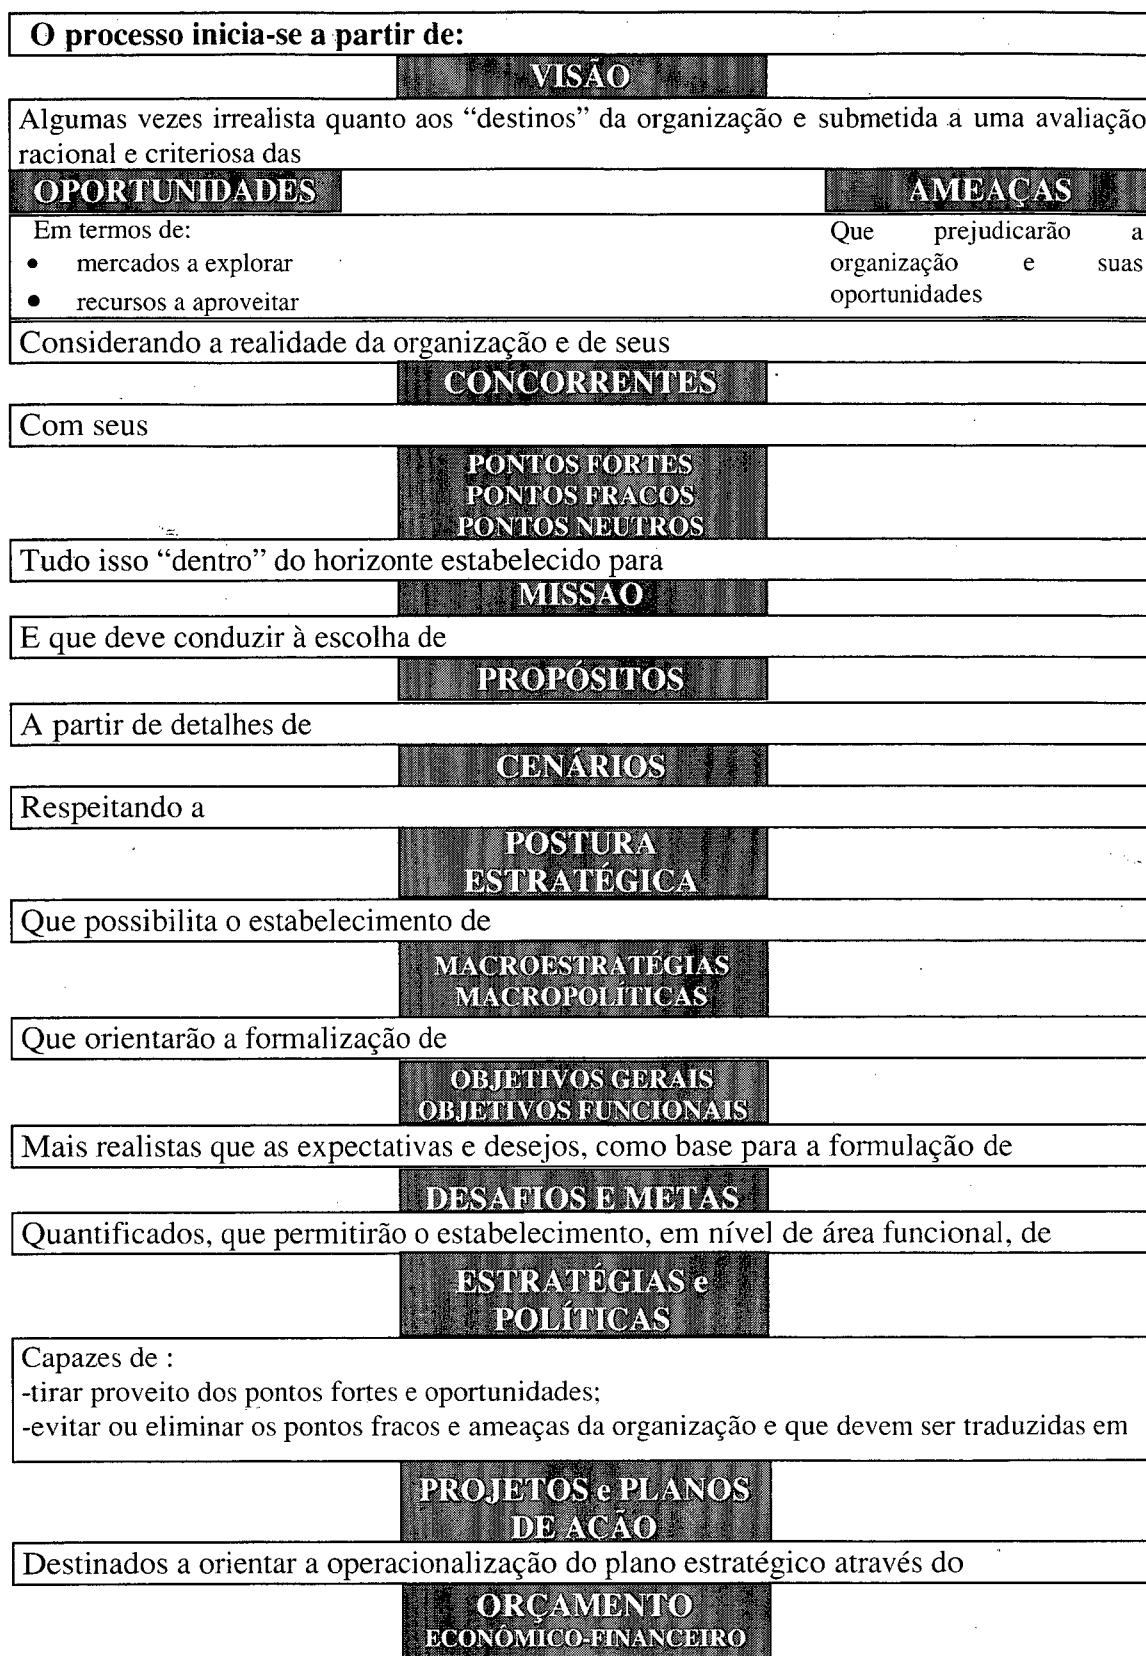 O processo inicia-se a partir de:
VISÃO
Algumas vezes irrealista quanto aos “destinos” da organização e submetida a uma avaliação
racional e criteriosa das
OPORTUNIDADES
AMEAÇAS
Em termos de:
• mercados a explorar
• recursos a aproveitar
Que prejudicarão a
organização e suas
oportunidades
Considerando a realidade da organização e de seus
CONCORRENTES
Com seus
PONTOS FORTES
PONTOS FRACOS
PONTOS NEUTROS
Tudo isso “dentro” do horizonte estabelecido para
MISSAO
E que deve conduzir à escolha de
PROPÓSITOS
A partir de detalhes de
CENÁRIOS
Respeitando a
POSTURA
ESTRATÉGICA
Que possibilita o estabelecimento de
MACROESTRATÉGIAS
MACROPOLÍTICAS
Que orientarão a formalização de
OBJETIVOS GERAIS
OBJETIVOS FUNCIONAIS
Mais realistas que as expectativas e desejos, como base para a formulação de
DESAFIOS E METAS
Quantificados, que permitirão o estabelecimento, em nível de área funcional, de
ESTRATÉGIAS e
POLÍTICAS
Capazes de :
-tirar proveito dos pontos fortes e oportunidades;
-evitar ou eliminar os pontos fracos e ameaças da organização e que devem ser traduzidas em
PROJETOS e PLANOS
DE AÇÃO
Destinados a orientar a operacionalização do plano estratégico através do
ORÇAMENTO
ECONÔMICO-FINANCEIRO